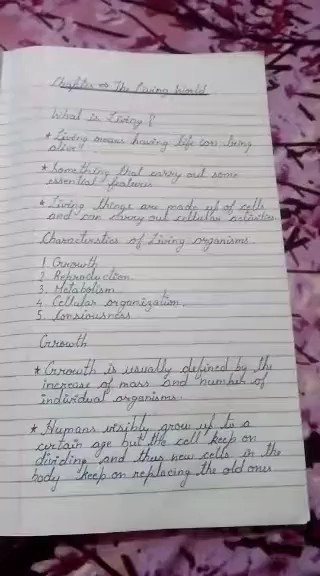 Chapter ⇒ The Living World
What is Living?
* Living means having life (or) being
alive.
* Something that carry out some
essential features
* Living things are made up of cells
and can carry out cellular activities
Characteristics of Living organisms
1. Growth
2. Reproduction
3. Metabolism
4. Cellular organization.
5. Consiousness
Growth
* Growth is usually defined by the
increase of mass and number of
individual organisms.
* Humans visibly grow up to a
certain age but the cell keep on
dividing and thus new cells in the
body keep on replacing the old ones